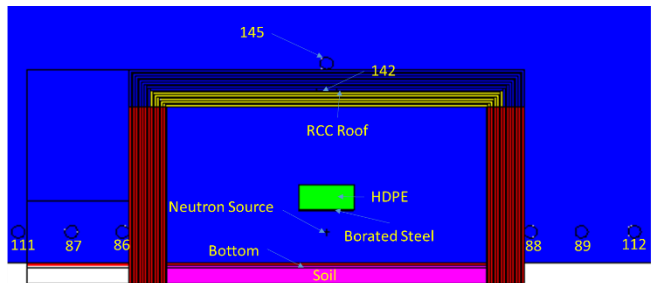 145
142
RCC Roof
HDPE
Neutron Source
Borated Steel
111 87 86 88 89 112
Bottom
Soil